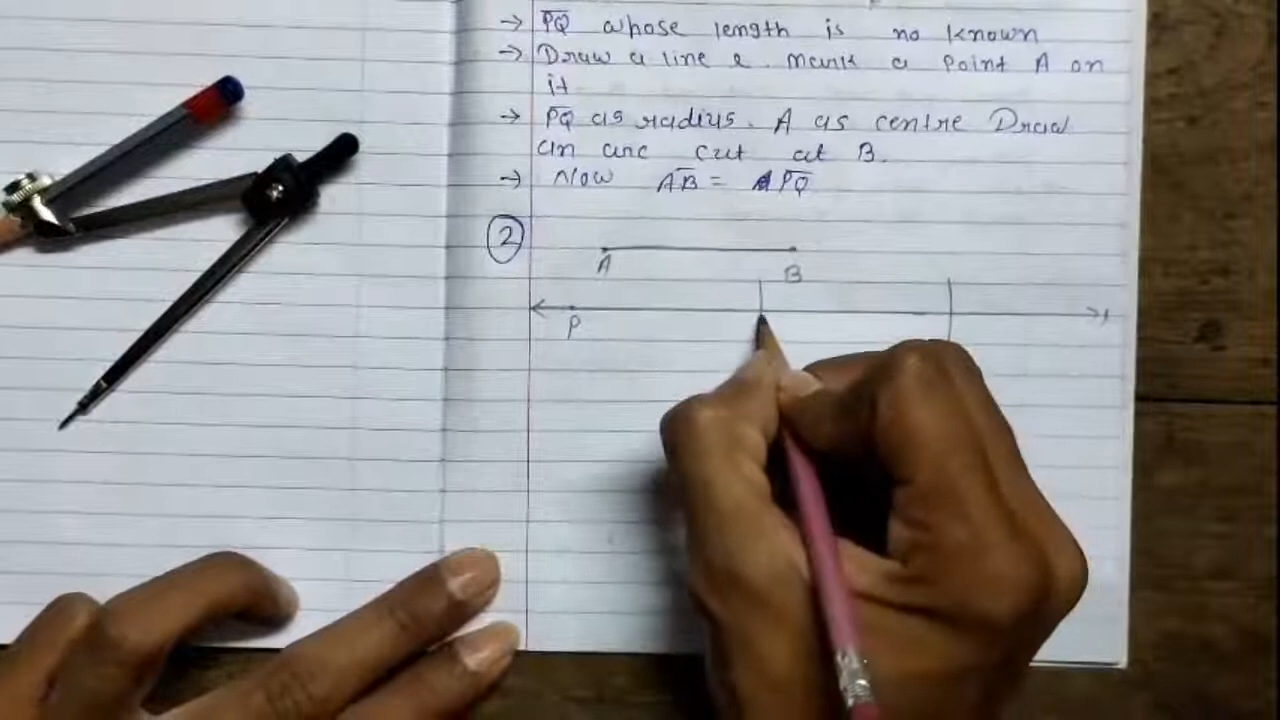 → PQ whose length is no known
→ Draw a line l. Mark a Point A on
it
→ PQ as radius. A as centre Draw
an arc cut at B.
→ Now AB = PQ
2
A B
P